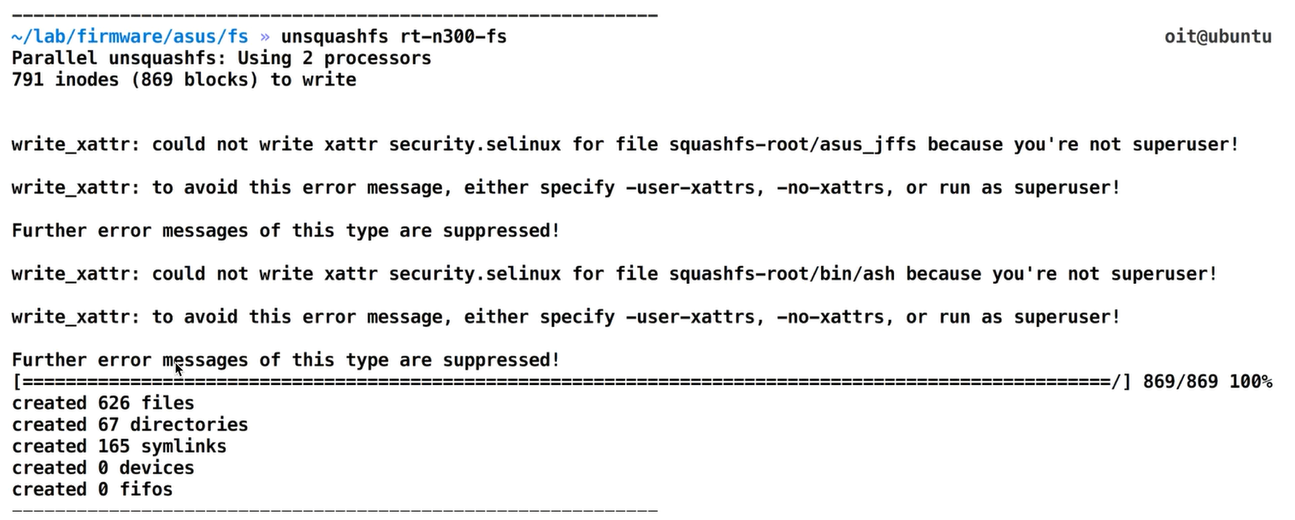 ~/lab/firmware/asus/fs » unsquashfs rt-n300-fs oit@ubuntu
Parallel unsquashfs: Using 2 processors
791 inodes (869 blocks) to write
write_xattr: could not write xattr security.selinux for file squashfs-root/asus_jffs because you're not superuser!
write_xattr: to avoid this error message, either specify -user-xattrs, -no-xattrs, or run as superuser!
Further error messages of this type are suppressed!
write_xattr: could not write xattr security.selinux for file squashfs-root/bin/ash because you're not superuser!
write_xattr: to avoid this error message, either specify -user-xattrs, -no-xattrs, or run as superuser!
Further error messages of this type are suppressed!
[=====================================================================================================/] 869/869 100%
created 626 files
created 67 directories
created 165 symlinks
created 0 devices
created 0 fifos